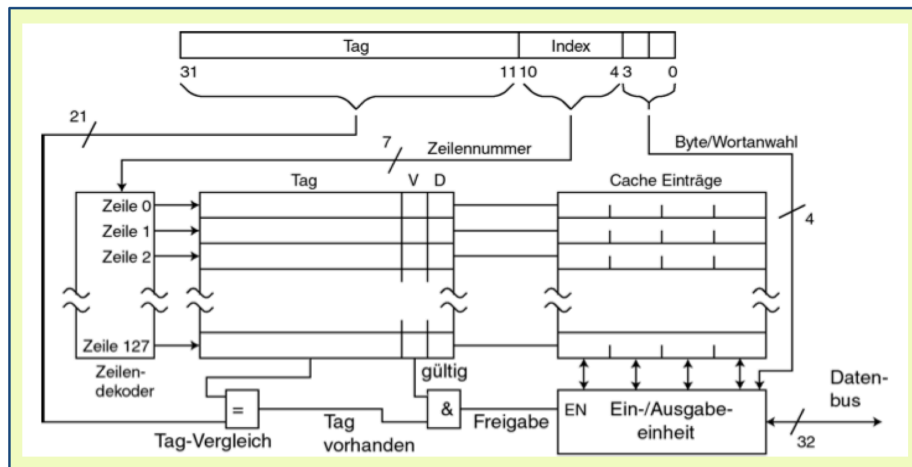 Tag Index
31 11 10 4 3 0
21
7 Zeilennummer
Byte/Wortanwahl
Tag V D
Cache Einträge
Zeile 0
4
Zeile 1
Zeile 2
Zeile 127
Zeilen-
dekoder
gültig
= & EN Ein-/Ausgabe-
einheit
Daten-
bus
Tag-Vergleich
Tag
vorhanden
Freigabe
32